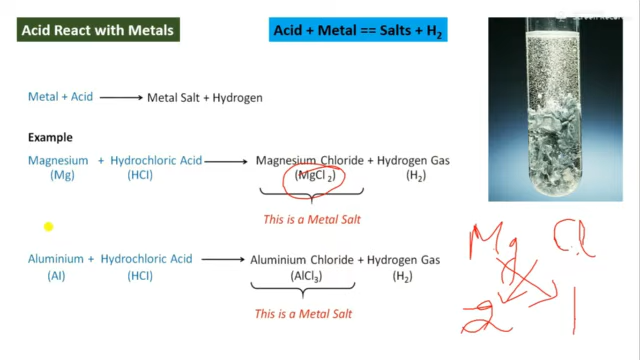 Acid React with Metals
Acid + Metal == Salts + H2
Metal + Acid → Metal Salt + Hydrogen
Example
Magnesium + Hydrochloric Acid → Magnesium Chloride + Hydrogen Gas
(Mg) (HCl) (MgCl2) (H2)
This is a Metal Salt
Mg Cl
Aluminium + Hydrochloric Acid → Aluminium Chloride + Hydrogen Gas
(Al) (HCl) (AlCl3) (H2)
2 1
This is a Metal Salt